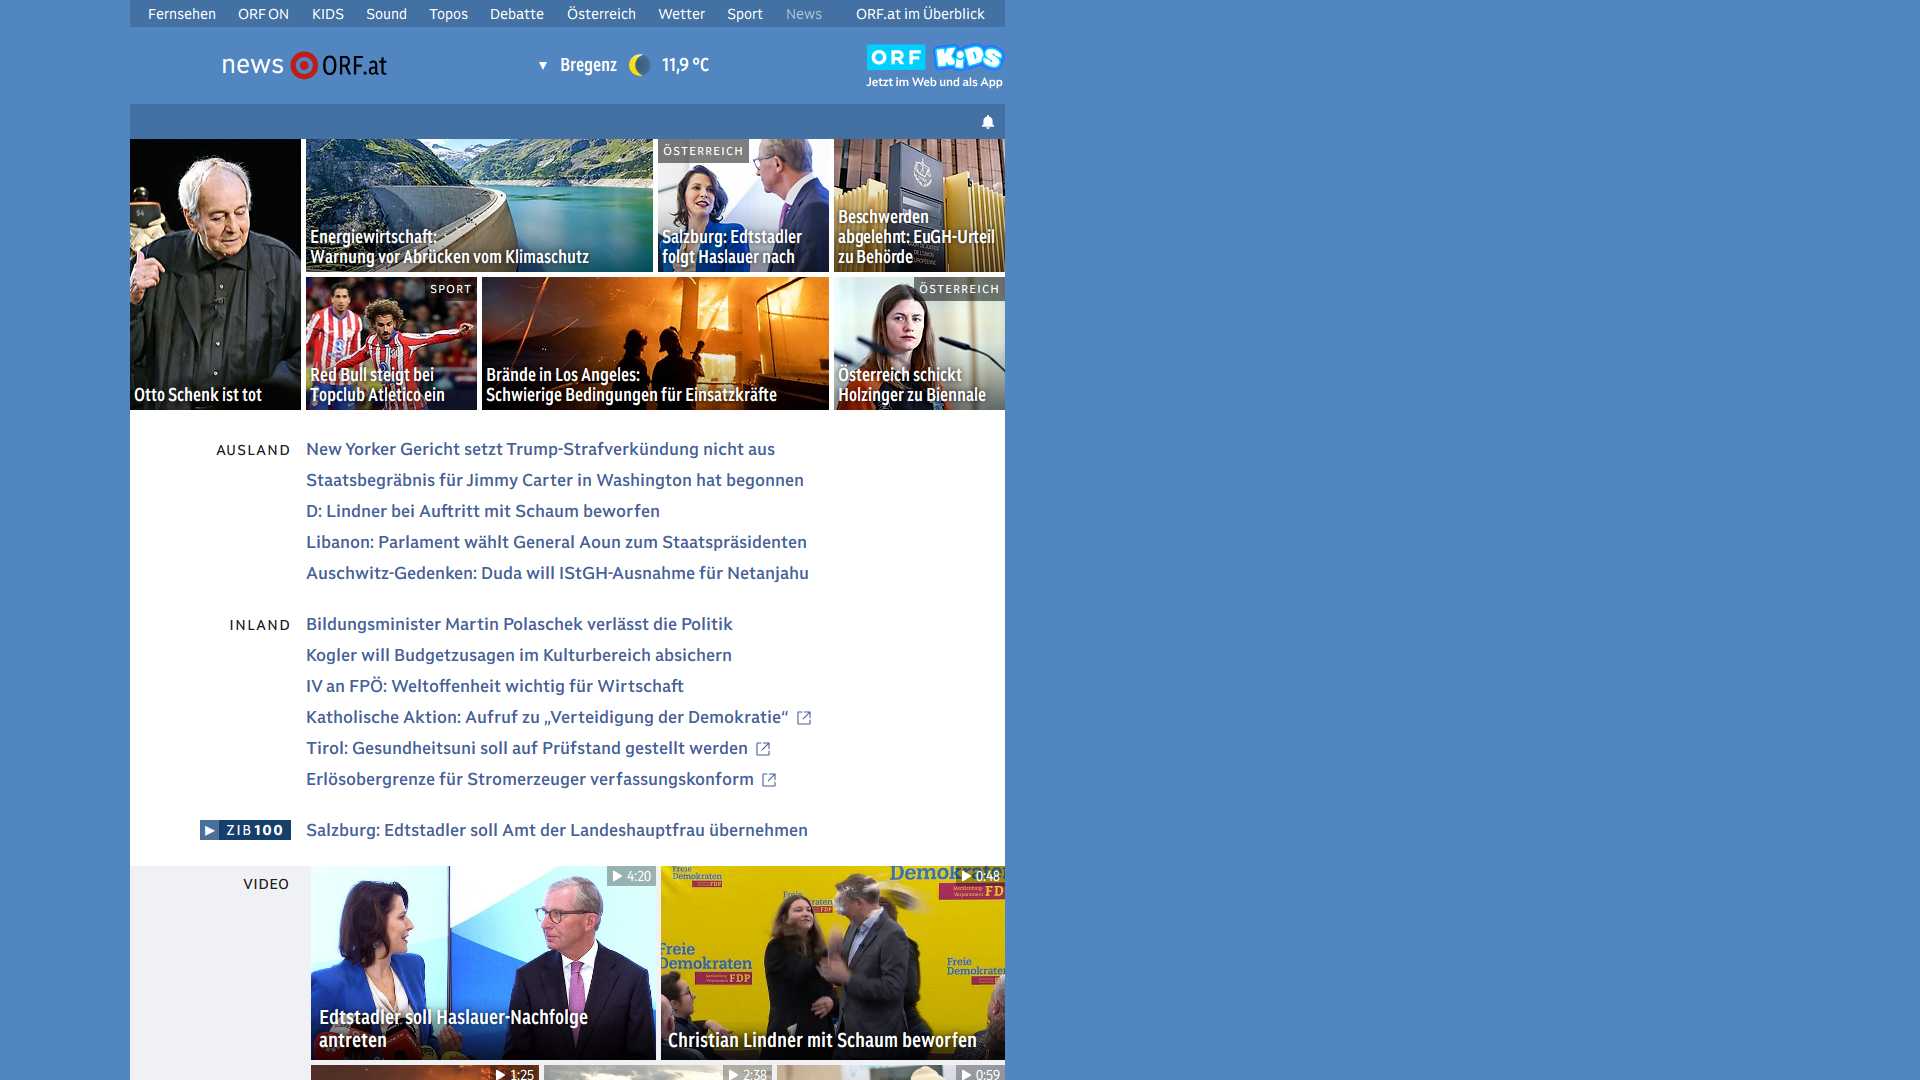 Fernsehen ORF ON KIDS Sound Topos Debatte Österreich Wetter Sport News ORF.at im Überblick
news ORF.at
▼ Bregenz 11,9 °C
ORF KiDS
Jetzt im Web und als App
Otto Schenk ist tot
Energiewirtschaft:
Warnung vor Abrücken vom Klimaschutz
ÖSTERREICH
Salzburg: Edtstadler
folgt Haslauer nach
Beschwerden
abgelehnt: EuGH-Urteil
zu Behörde
SPORT
Red Bull steigt bei
Topclub Atletico ein
Brände in Los Angeles:
Schwierige Bedingungen für Einsatzkräfte
ÖSTERREICH
Österreich schickt
Holzinger zu Biennale
AUSLAND
New Yorker Gericht setzt Trump-Strafverkündung nicht aus
Staatsbegräbnis für Jimmy Carter in Washington hat begonnen
D: Lindner bei Auftritt mit Schaum beworfen
Libanon: Parlament wählt General Aoun zum Staatspräsidenten
Auschwitz-Gedenken: Duda will IStGH-Ausnahme für Netanjahu
INLAND
Bildungsminister Martin Polaschek verlässt die Politik
Kogler will Budgetzusagen im Kulturbereich absichern
IV an FPÖ: Weltoffenheit wichtig für Wirtschaft
Katholische Aktion: Aufruf zu „Verteidigung der Demokratie“
Tirol: Gesundheitsuni soll auf Prüfstand gestellt werden
Erlösobergrenze für Stromerzeuger verfassungskonform
ZIB100
Salzburg: Edtstadler soll Amt der Landeshauptfrau übernehmen
VIDEO
4:20
Edtstadler soll Haslauer-Nachfolge
antreten
0:48
Freie
Demokraten
FDP
Freie
Demokraten
FDP
Freie
Demokraten
Christian Lindner mit Schaum beworfen
1:25
2:38
0:59